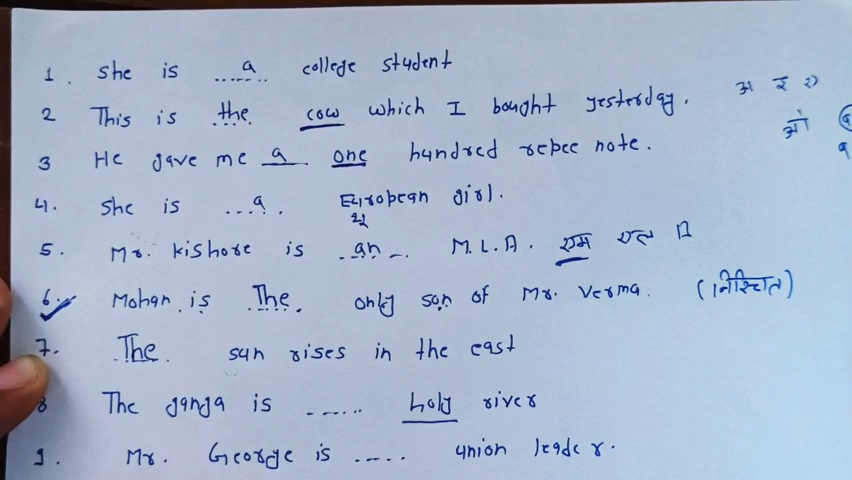 1. She is ...a... college student
2 This is the cow which I bought yesterday. अ इ ए
ओ
3 He gave me a one hundred repee note.
4. She is ...a. European girl.
यू
5. Mr. Kishore is .an.. M.L.A. एम एल ए
6. Mohan is The. only son of Mr. Verma. (निश्चित)
7. The. sun rises in the east
8 The ganga is ...... holy river
9. Mr. George is ..... union leader.